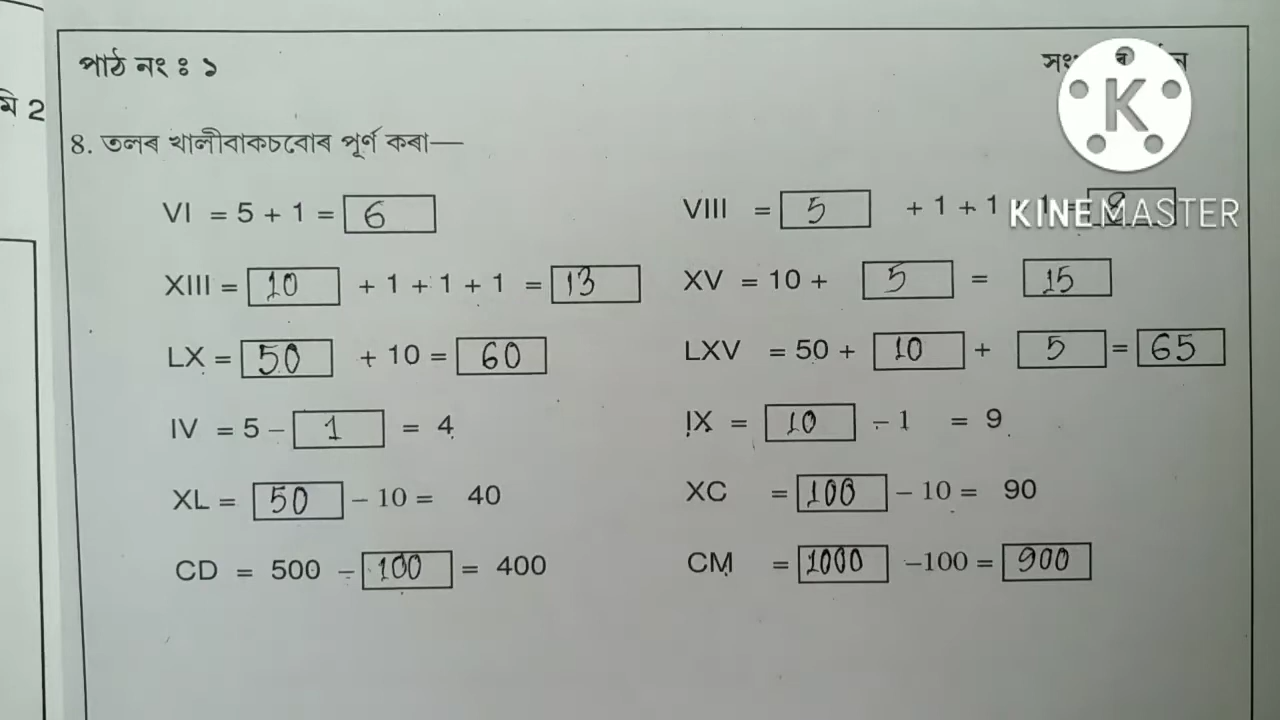 পাঠ নং ঃ ১
মি 2
8. তলৰ খালীবাকচবোৰ পূৰ্ণ কৰা—
VI = 5 + 1 = 6 VIII = 5 + 1 + 1 + 1 = 8
KINEMASTER
XIII = 10 + 1 + 1 + 1 = 13 XV = 10 + 5 = 15
LX = 50 + 10 = 60 LXV = 50 + 10 + 5 = 65
IV = 5 – 1 = 4 IX = 10 – 1 = 9
XL = 50 – 10 = 40 XC = 100 – 10 = 90
CD = 500 – 100 = 400 CM = 1000 –100 = 900